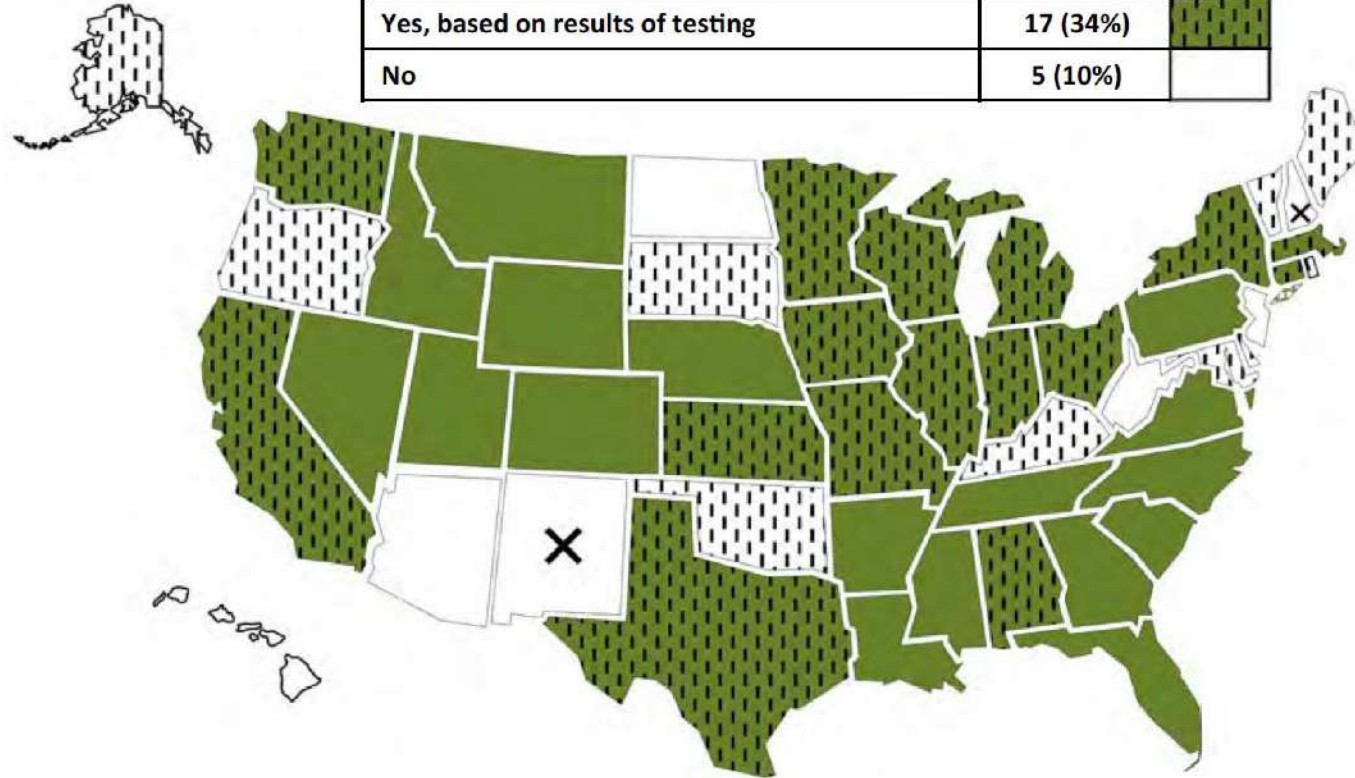 Yes, based on results of testing 17 (34%)
No 5 (10%)